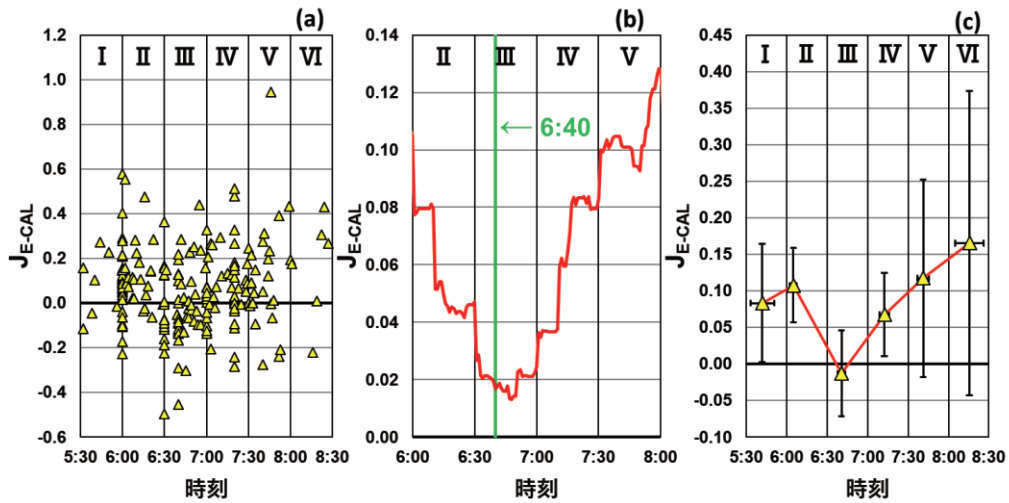 (a)
1.2
1.0
0.8
0.6
0.4
0.2
0.0
-0.2
-0.4
-0.6
J_E-CAL
I II III IV V VI
5:30 6:00 6:30 7:00 7:30 8:00 8:30
時刻
(b)
0.14
0.12
0.10
0.08
0.06
0.04
0.02
0.00
J_E-CAL
II III IV V
← 6:40
6:00 6:30 7:00 7:30 8:00
時刻
(c)
0.45
0.40
0.35
0.30
0.25
0.20
0.15
0.10
0.05
0.00
-0.05
-0.10
J_E-CAL
I II III IV V VI
5:30 6:00 6:30 7:00 7:30 8:00 8:30
時刻